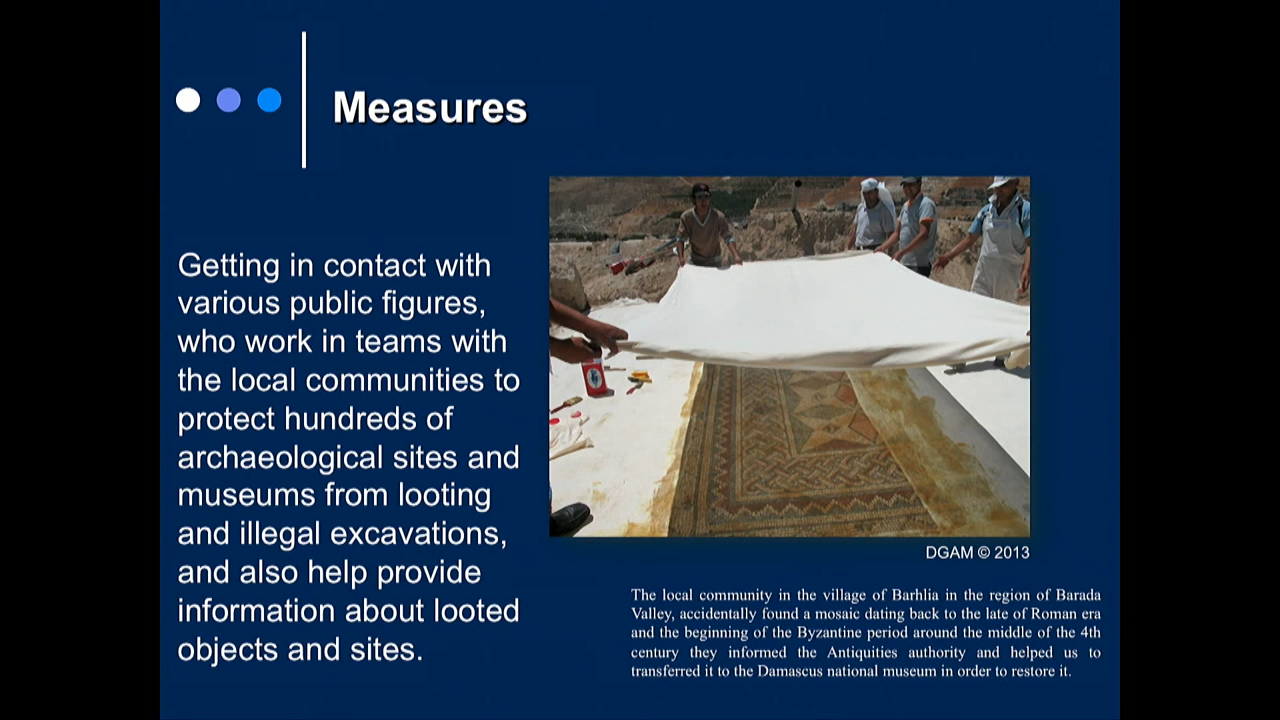 Measures
Getting in contact with
various public figures,
who work in teams with
the local communities to
protect hundreds of
archaeological sites and
museums from looting
and illegal excavations,
and also help provide
information about looted
objects and sites.
DGAM © 2013
The local community in the village of Barhlia in the region of Barada
Valley, accidentally found a mosaic dating back to the late of Roman era
and the beginning of the Byzantine period around the middle of the 4th
century they informed the Antiquities authority and helped us to
transferred it to the Damascus national museum in order to restore it.